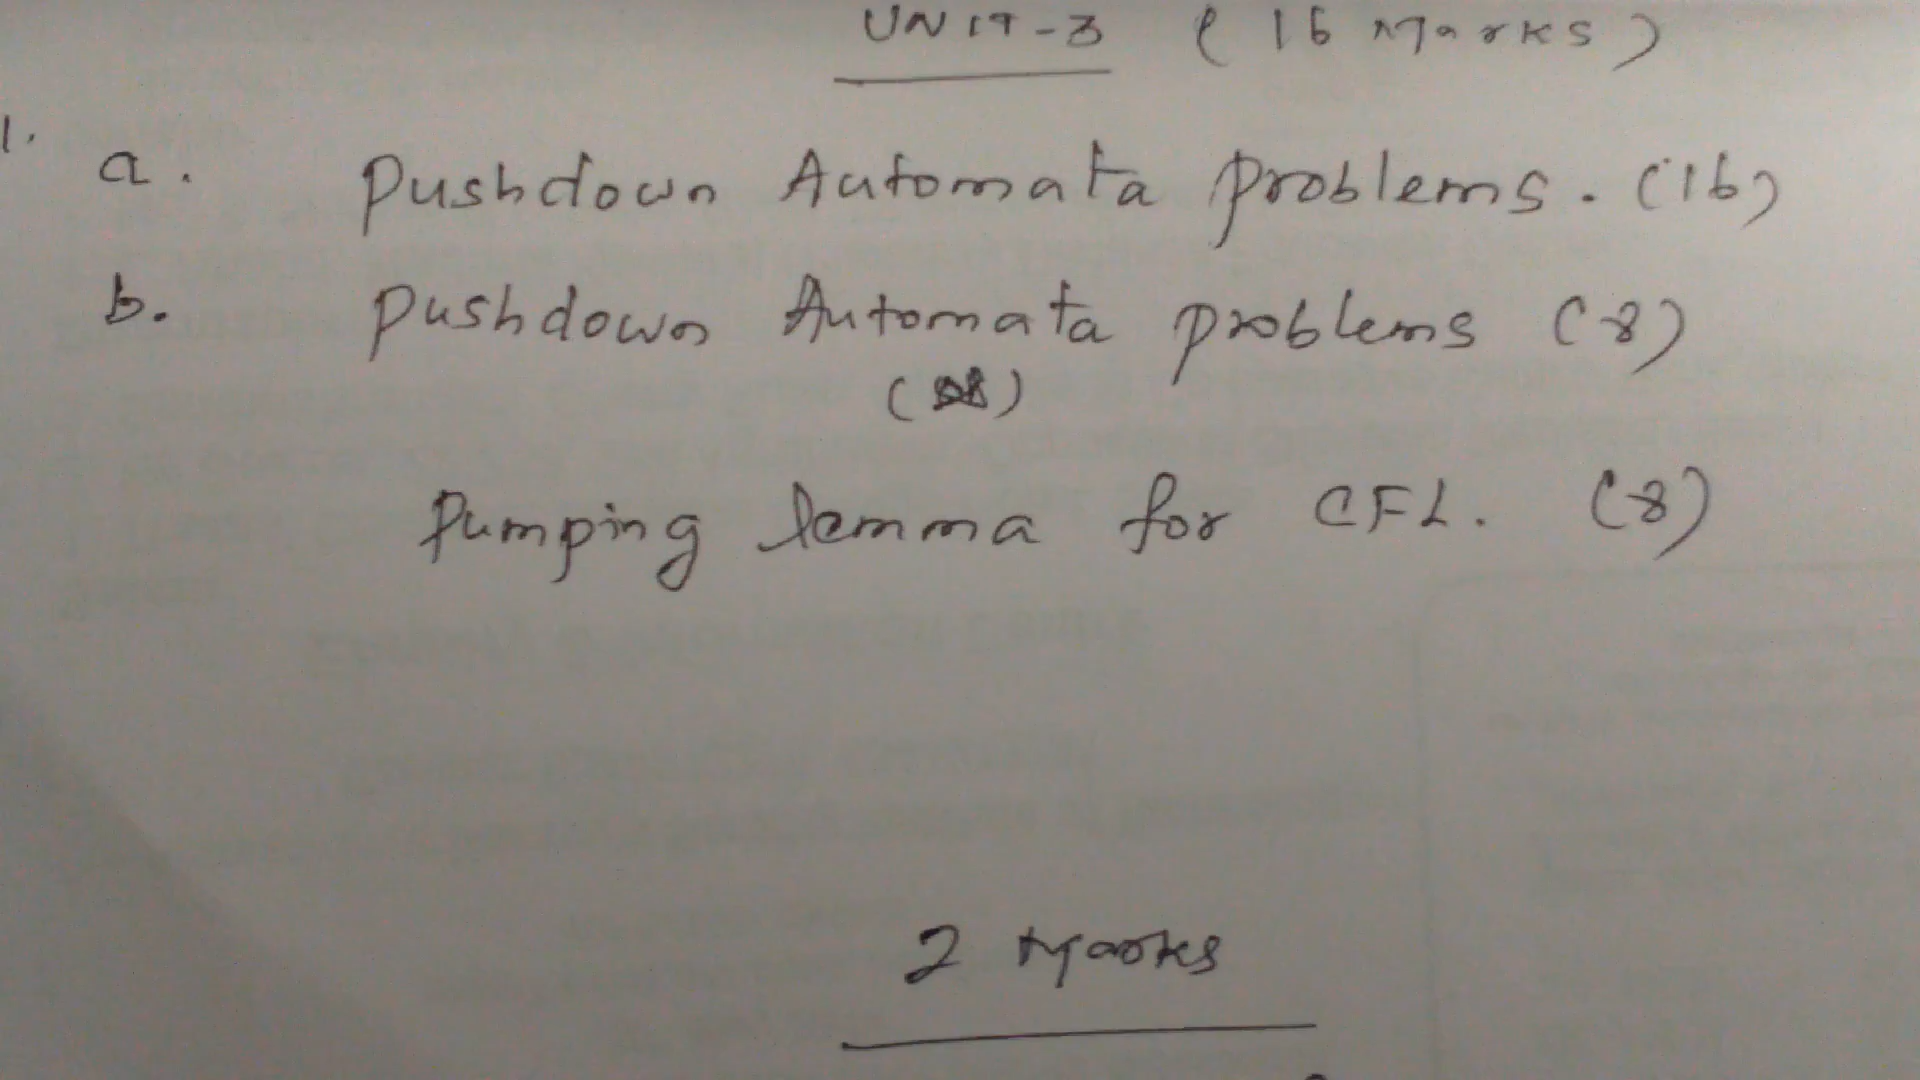 UNIT-3 (16 Marks)
1.
a. Pushdown Automata problems. (16)
b. Pushdown Automata problems (8)
Pumping lemma for CFL. (8)
2 Marks